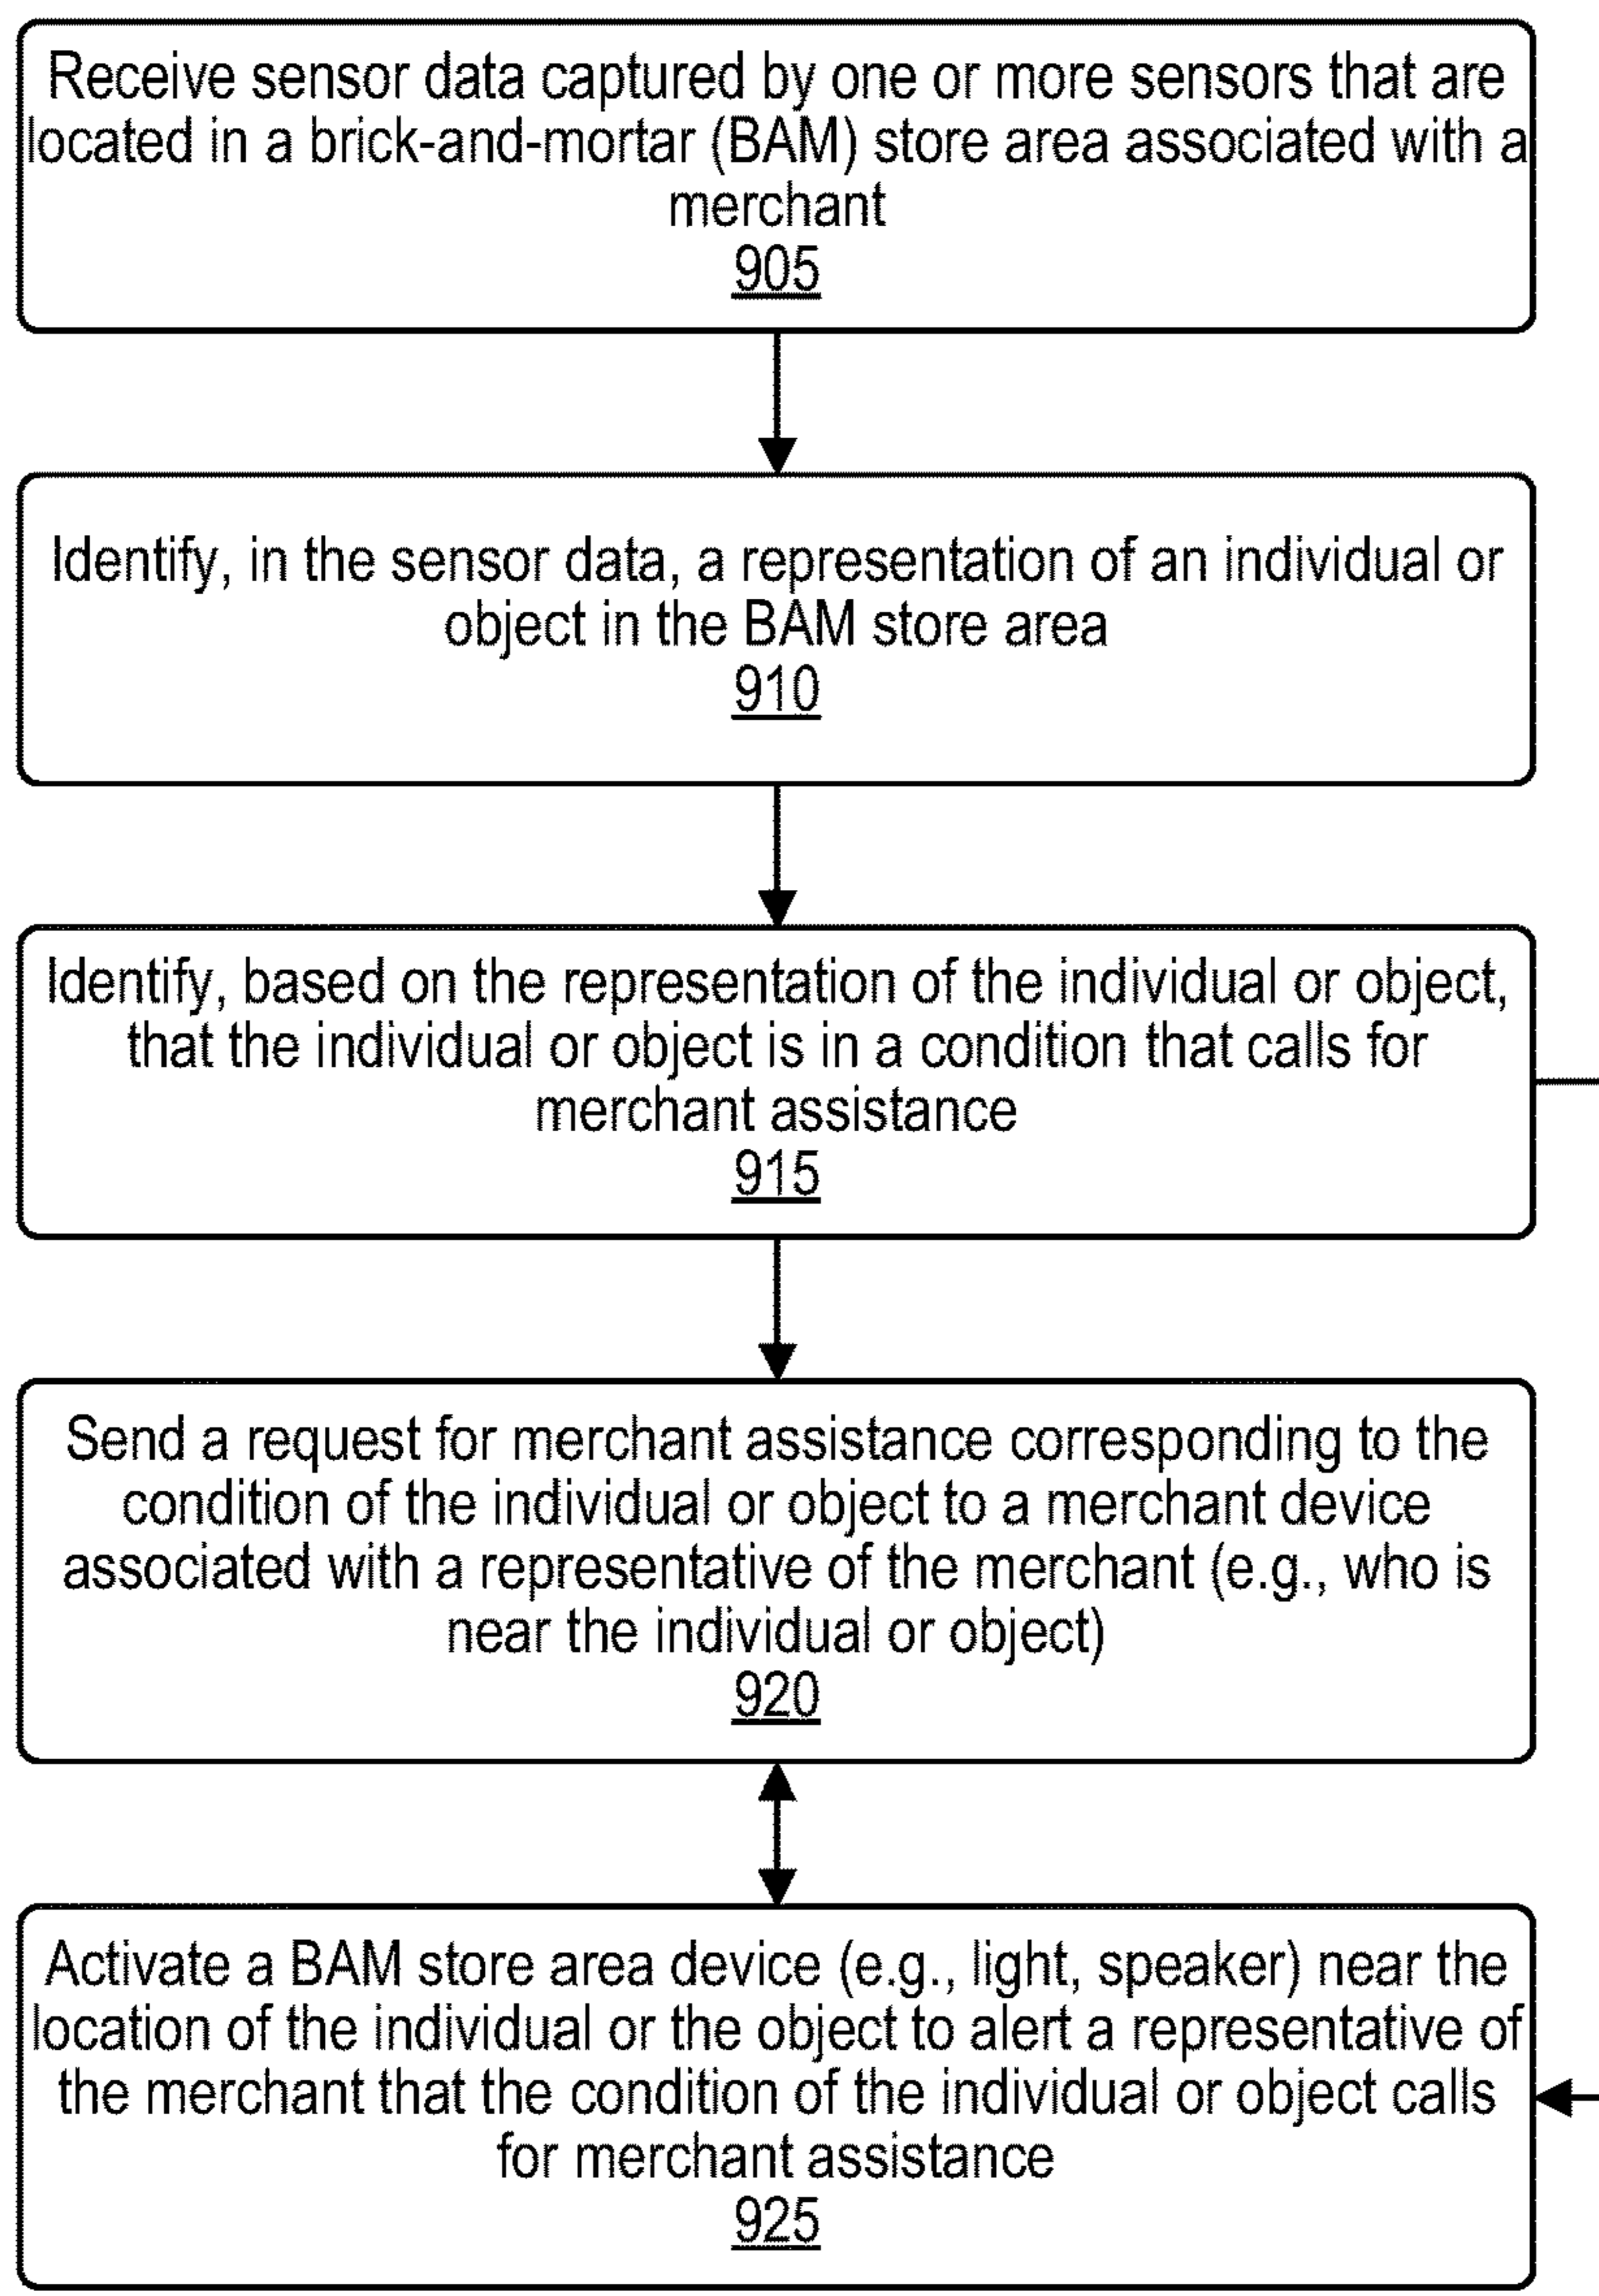 Receive sensor data captured by one or more sensors that are
located in a brick-and-mortar (BAM) store area associated with a
merchant
905
Identify, in the sensor data, a representation of an individual or
object in the BAM store area
910
Identify, based on the representation of the individual or object,
that the individual or object is in a condition that calls for
merchant assistance
915
Send a request for merchant assistance corresponding to the
condition of the individual or object to a merchant device
associated with a representative of the merchant (e.g., who is
near the individual or object)
920
Activate a BAM store area device (e.g., light, speaker) near the
location of the individual or the object to alert a representative of
the merchant that the condition of the individual or object calls
for merchant assistance
925